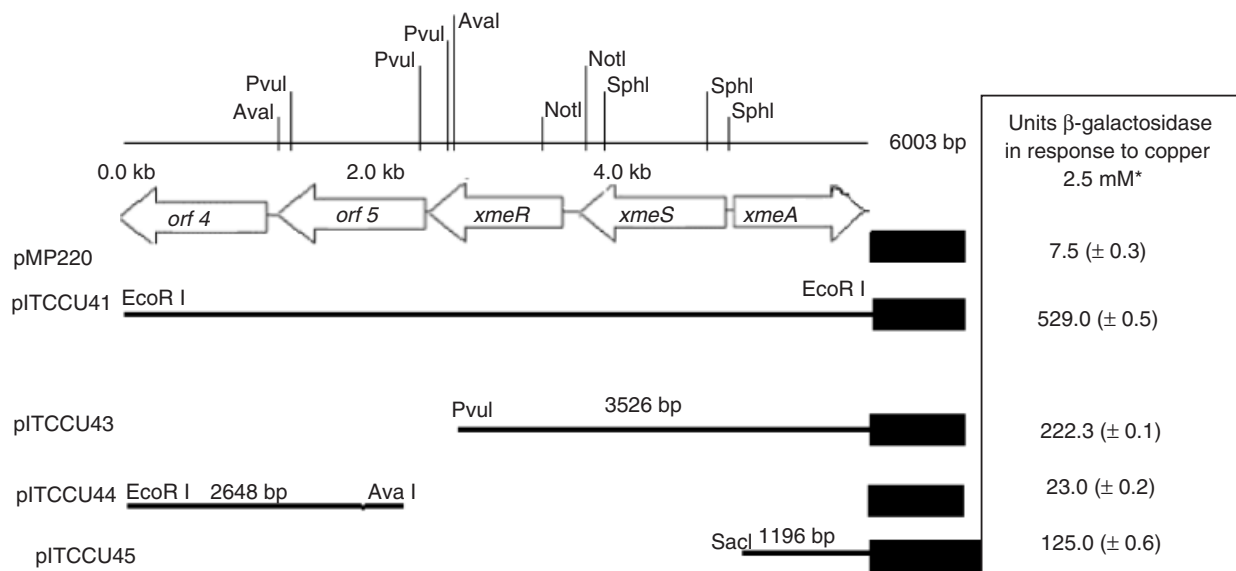 AvaI
PvuI
NotI
PvuI
PvuI
SphI
SphI
AvaI
NotI
SphI
6003 bp
0.0 kb 2.0 kb 4.0 kb
orf 4 orf 5 xmeR xmeS xmeA
Units β-galactosidase
in response to copper
2.5 mM*
pMP220 7.5 (± 0.3)
pITCCU41 EcoR I EcoR I 529.0 (± 0.5)
pITCCU43 PvuI 3526 bp 222.3 (± 0.1)
pITCCU44 EcoR I 2648 bp Ava I 23.0 (± 0.2)
pITCCU45 SacI 1196 bp 125.0 (± 0.6)